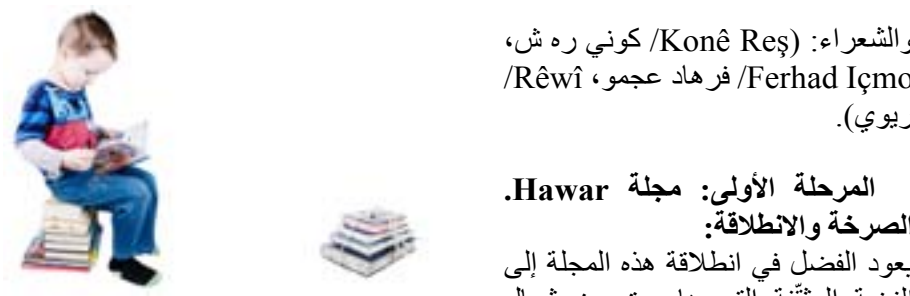 والشعراء: (Konê Reş/ كوني ره ش،
Ferhad Içmo/ فرهاد عجمو، Rêwî/
ريوي).
المرحلة الأولى: مجلة Hawar.
الصرخة والانطلاقة:
يعود الفضل في انطلاقة هذه المجلة إلى